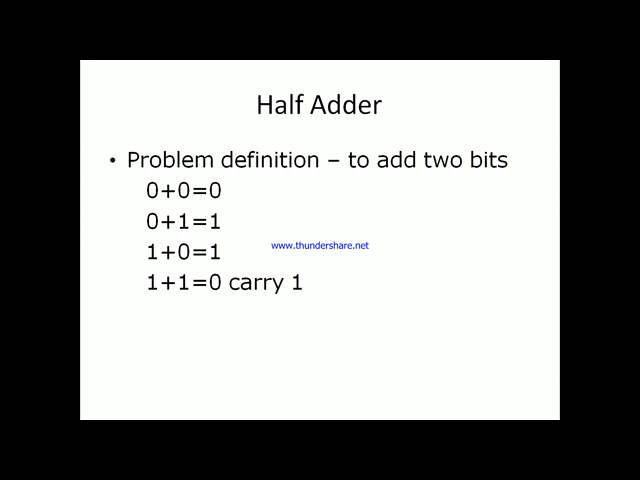 Half Adder
• Problem definition – to add two bits
0+0=0
0+1=1
1+0=1
www.thundershare.net
1+1=0 carry 1